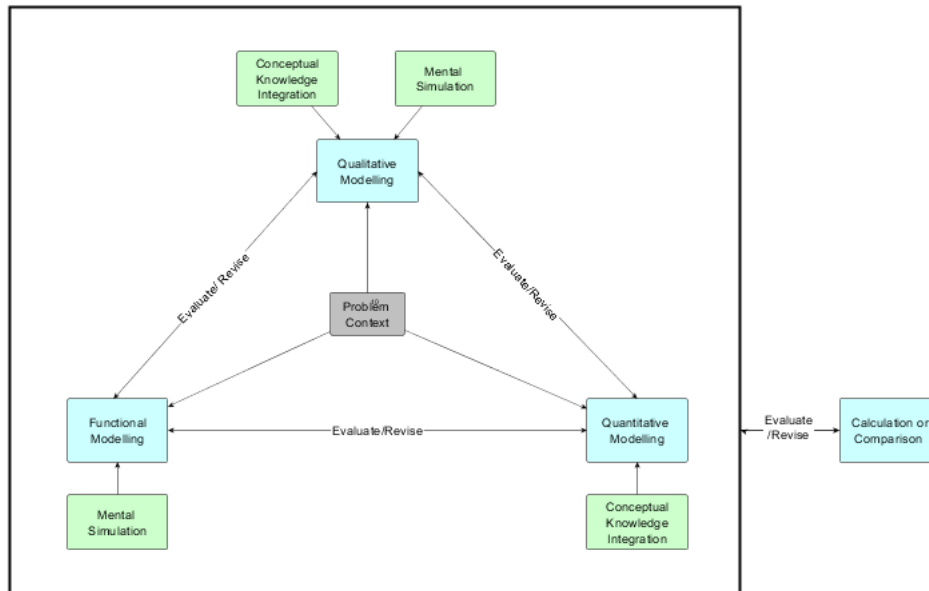 Conceptual
Knowledge
Integration
Mental
Simulation
Qualitative
Modelling
Evaluate/ Revise
Evaluate/Revise
Problem
Context
Functional
Modelling
Evaluate/Revise
Quantitative
Modelling
Evaluate
/Revise
Calculation or
Comparison
Mental
Simulation
Conceptual
Knowledge
Integration